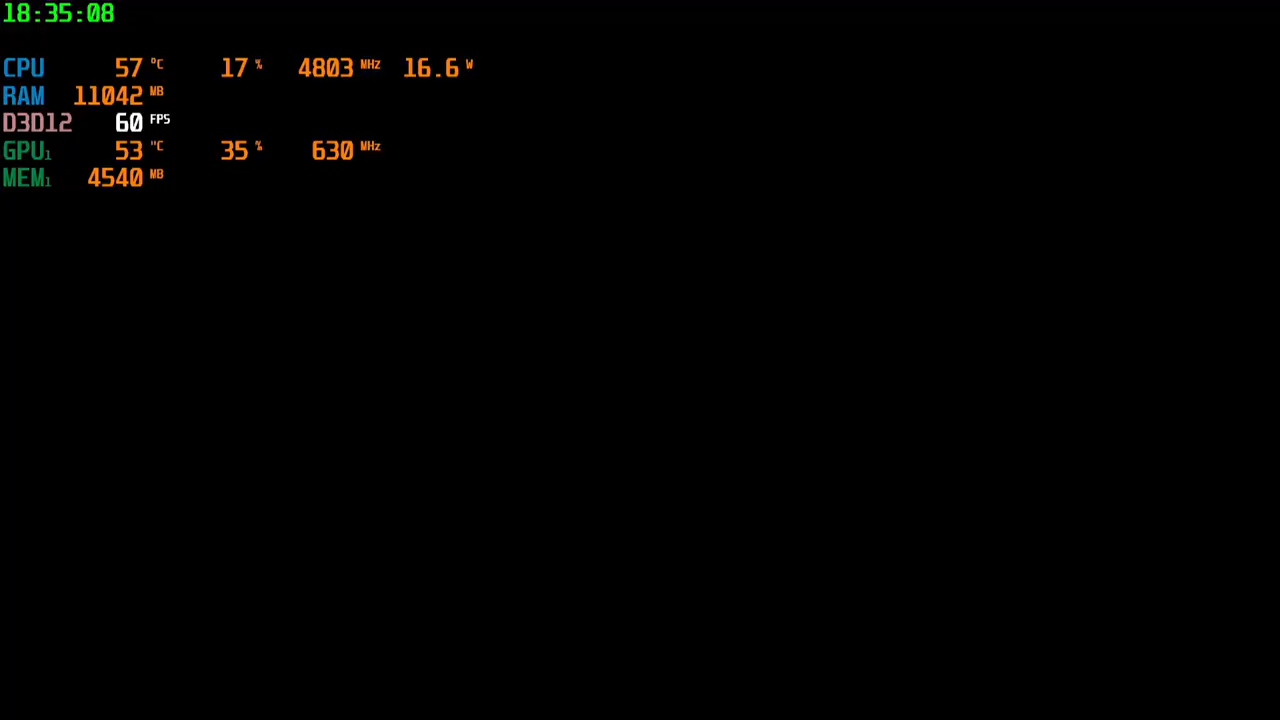 18:35:08
CPU 57 °C 17 % 4803 MHz 16.6 W
RAM 11042 MB
D3D12 60 FPS
GPU1 53 °C 35 % 630 MHz
MEM1 4540 MB